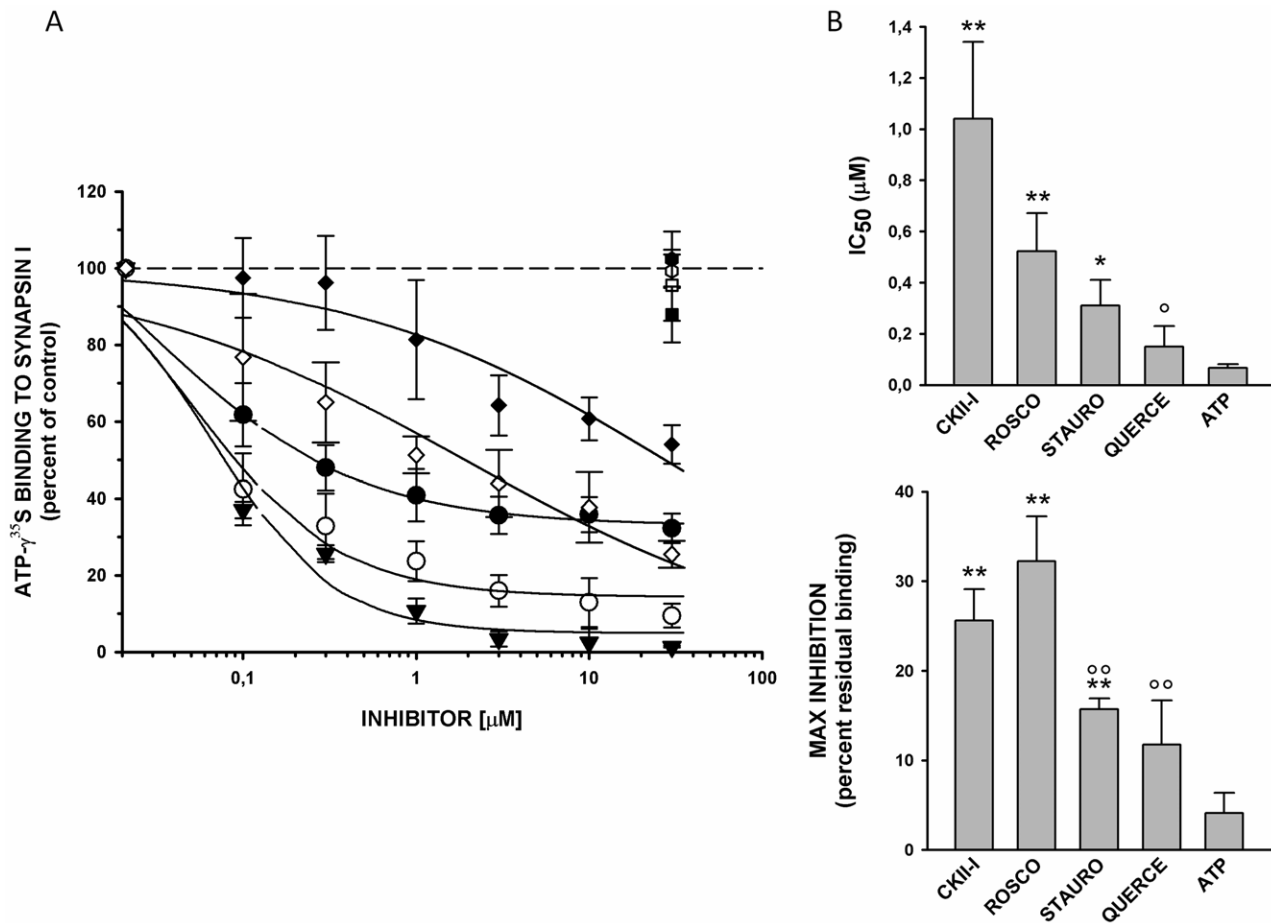 A
ATP-γ³⁵S BINDING TO SYNAPSIN I
(percent of control)
120
100
80
60
40
20
0
0,1
1
10
100
INHIBITOR [μM]
B
IC₅₀ (μM)
1,4
1,2
1,0
0,8
0,6
0,4
0,2
0,0
**
**
*
°
CKII-I
ROSCO
STAURO
QUERCE
ATP
MAX INHIBITION
(percent residual binding)
40
30
20
10
0
**
**
°°
**
°°
CKII-I
ROSCO
STAURO
QUERCE
ATP